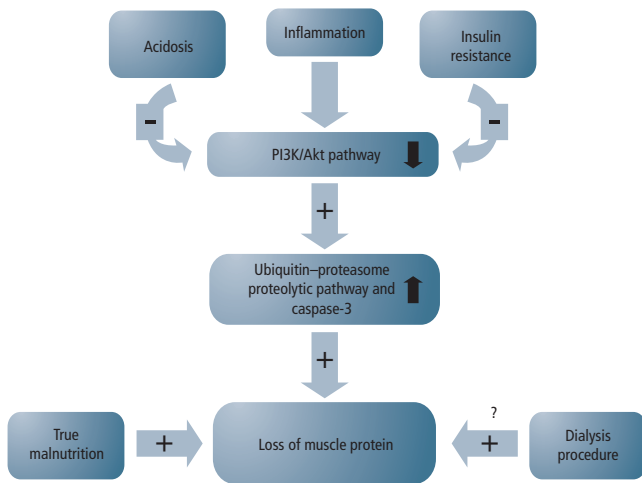 Acidosis
Inflammation
Insulin
resistance
–
–
PI3K/Akt pathway
+
Ubiquitin–proteasome
proteolytic pathway and
caspase-3
+
True
malnutrition
+
Loss of muscle protein
?
+
Dialysis
procedure